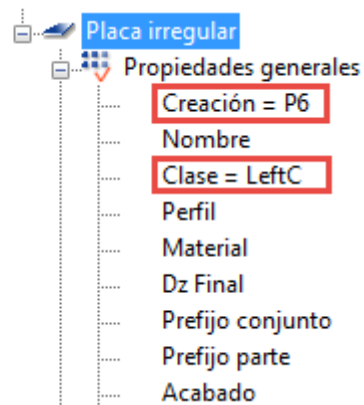 Placa irregular
Propiedades generales
Creación = P6
Nombre
Clase = LeftC
Perfil
Material
Dz Final
Prefijo conjunto
Prefijo parte
Acabado